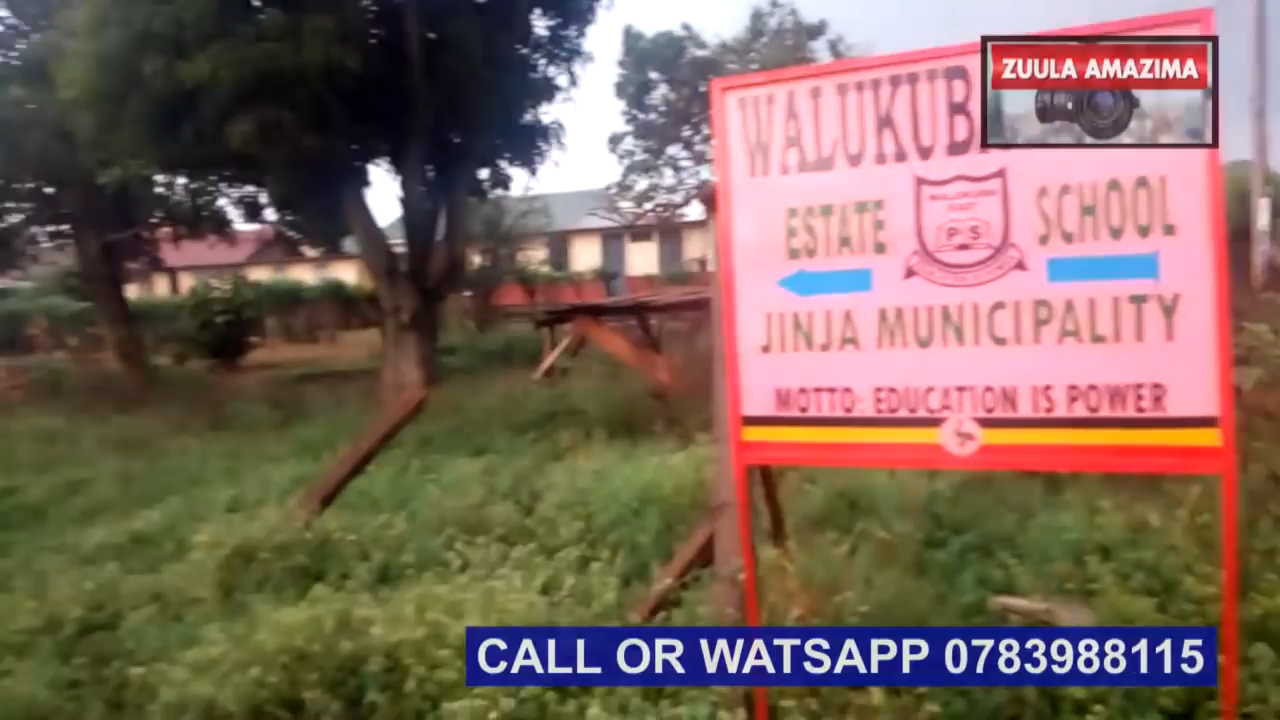 ZUULA AMAZIMA
WALUKUB
ESTATE SCHOOL
P S
JINJA MUNICIPALITY
MOTTO: EDUCATION IS POWER
CALL OR WATSAPP 0783988115